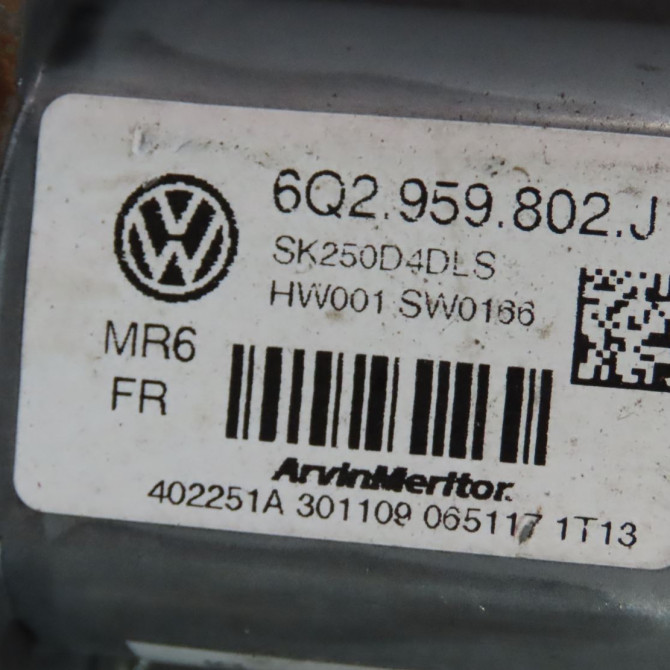 6Q2.959.802.J
SK250D4DLS
HW001 SW0166
MR6
FR
ArvinMeritor.
402251A 301109 065117 1T13